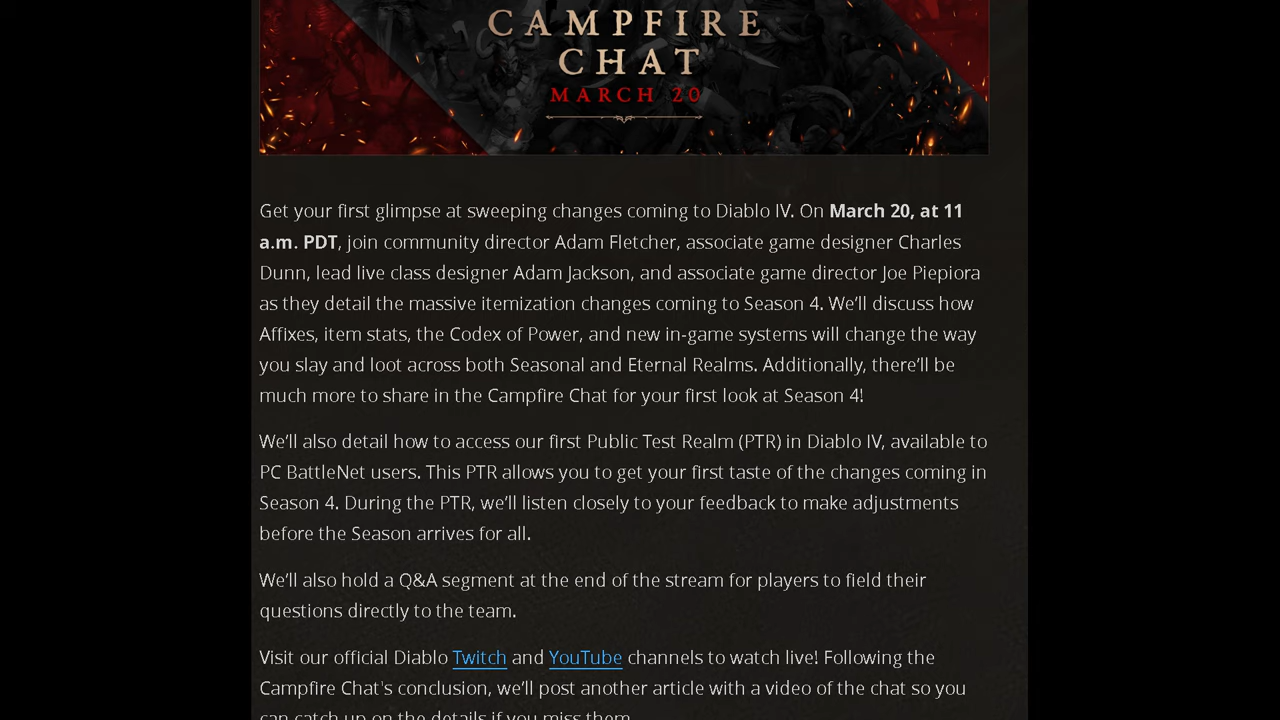 CAMPFIRE
CHAT
MARCH 20
Get your first glimpse at sweeping changes coming to Diablo IV. On March 20, at 11
a.m. PDT, join community director Adam Fletcher, associate game designer Charles
Dunn, lead live class designer Adam Jackson, and associate game director Joe Piepiora
as they detail the massive itemization changes coming to Season 4. We’ll discuss how
Affixes, item stats, the Codex of Power, and new in-game systems will change the way
you slay and loot across both Seasonal and Eternal Realms. Additionally, there’ll be
much more to share in the Campfire Chat for your first look at Season 4!
We’ll also detail how to access our first Public Test Realm (PTR) in Diablo IV, available to
PC BattleNet users. This PTR allows you to get your first taste of the changes coming in
Season 4. During the PTR, we’ll listen closely to your feedback to make adjustments
before the Season arrives for all.
We’ll also hold a Q&A segment at the end of the stream for players to field their
questions directly to the team.
Visit our official Diablo Twitch and YouTube channels to watch live! Following the
Campfire Chat's conclusion, we’ll post another article with a video of the chat so you
can catch up on the details if you miss them.